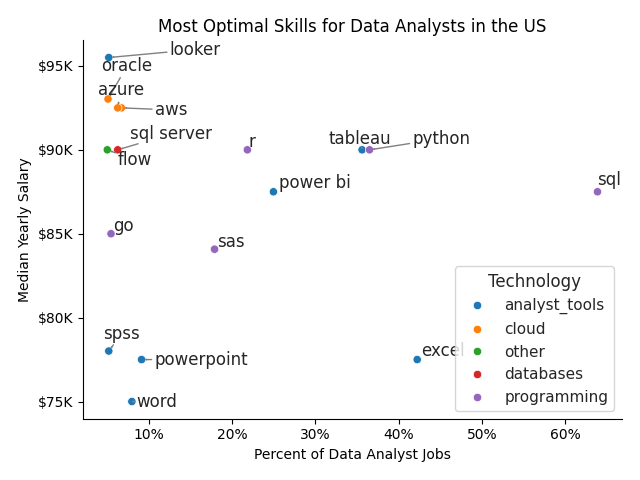 Most Optimal Skills for Data Analysts in the US
Median Yearly Salary
$95K
$90K
$85K
$80K
$75K
looker
oracle
azure
aws
sql server
flow
r
tableau
python
power bi
sql
go
sas
spss
powerpoint
excel
word
Technology
analyst_tools
cloud
other
databases
programming
10%
20%
30%
40%
50%
60%
Percent of Data Analyst Jobs